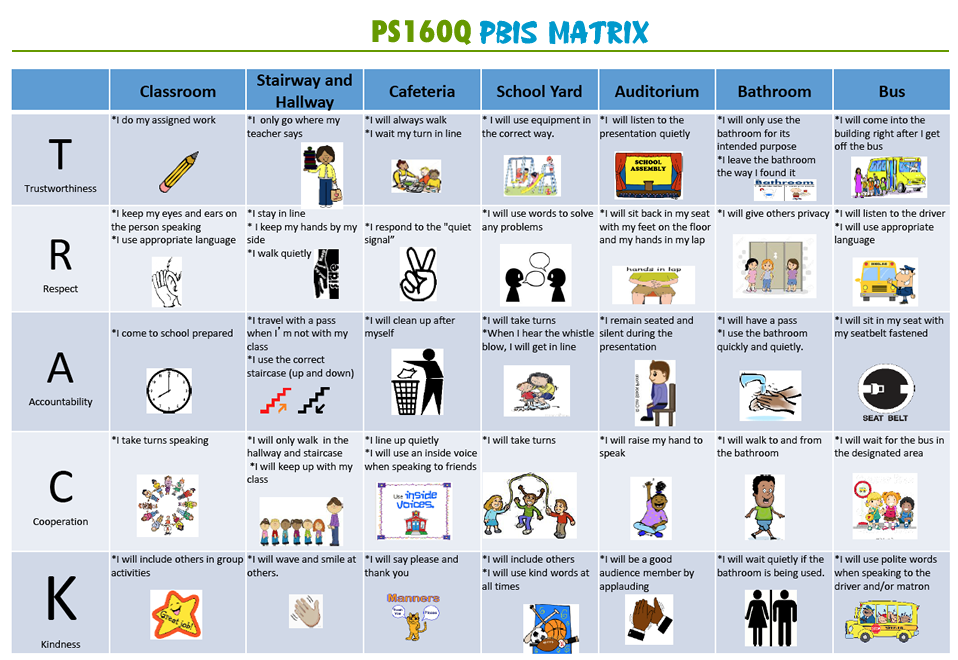 PS160Q PBIS MATRIX
Classroom
Stairway and
Hallway
Cafeteria
School Yard
Auditorium
Bathroom
Bus
T
Trustworthiness
*I do my assigned work
*I only go where my
teacher says
*I will always walk
*I wait my turn in line
* I will use equipment in
the correct way.
*I will listen to the
presentation quietly
SCHOOL
ASSEMBLY
*I will only use the
bathroom for its
intended purpose
*I leave the bathroom
the way I found it
Bathroom
*I will come into the
building right after I get
off the bus
R
Respect
*I keep my eyes and ears on
the person speaking
*I use appropriate language
*I stay in line
* I keep my hands by my
side
*I walk quietly
*I respond to the "quiet
signal”
*I will use words to solve
any problems
*I will sit back in my seat
with my feet on the floor
and my hands in my lap
hands in lap
*I will give others privacy
*I will listen to the driver
*I will use appropriate
language
A
Accountability
*I come to school prepared
*I travel with a pass
when I’m not with my
class
*I use the correct
staircase (up and down)
*I will clean up after
myself
*I will take turns
*When I hear the whistle
blow, I will get in line
*I remain seated and
silent during the
presentation
*I will have a pass
*I use the bathroom
quickly and quietly.
*I will sit in my seat with
my seatbelt fastened
SEAT BELT
C
Cooperation
*I take turns speaking
*I will only walk in the
hallway and staircase
*I will keep up with my
class
*I line up quietly
*I will use an inside voice
when speaking to friends
Use inside
voices.
*I will take turns
*I will raise my hand to
speak
*I will walk to and from
the bathroom
*I will wait for the bus in
the designated area
K
Kindness
*I will include others in group
activities
Great job!
*I will wave and smile at
others.
*I will say please and
thank you
Manners
*I will include others
*I will use kind words at
all times
*I will be a good
audience member by
applauding
*I will wait quietly if the
bathroom is being used.
*I will use polite words
when speaking to the
driver and/or matron